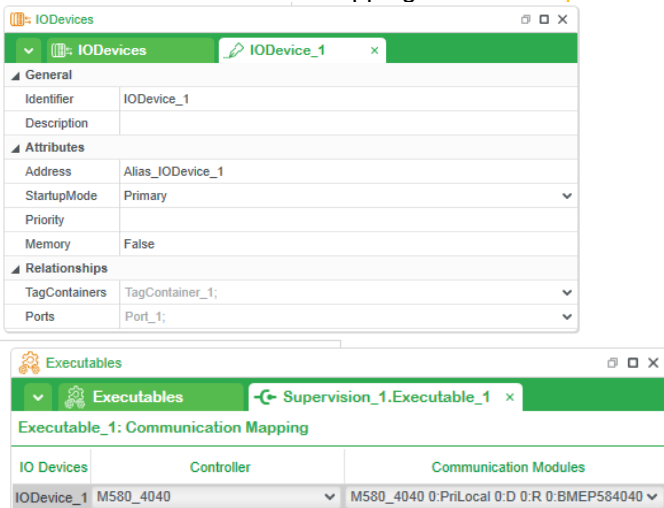 IODevices
IODevices IODevice_1 ×
General
Identifier IODevice_1
Description
Attributes
Address Alias_IODevice_1
StartupMode Primary
Priority
Memory False
Relationships
TagContainers TagContainer_1;
Ports Port_1;
Executables
Executables Supervision_1.Executable_1 ×
Executable_1: Communication Mapping
IO Devices Controller Communication Modules
IODevice_1 M580_4040 M580_4040 0:PriLocal 0:D 0:R 0:BMEP584040